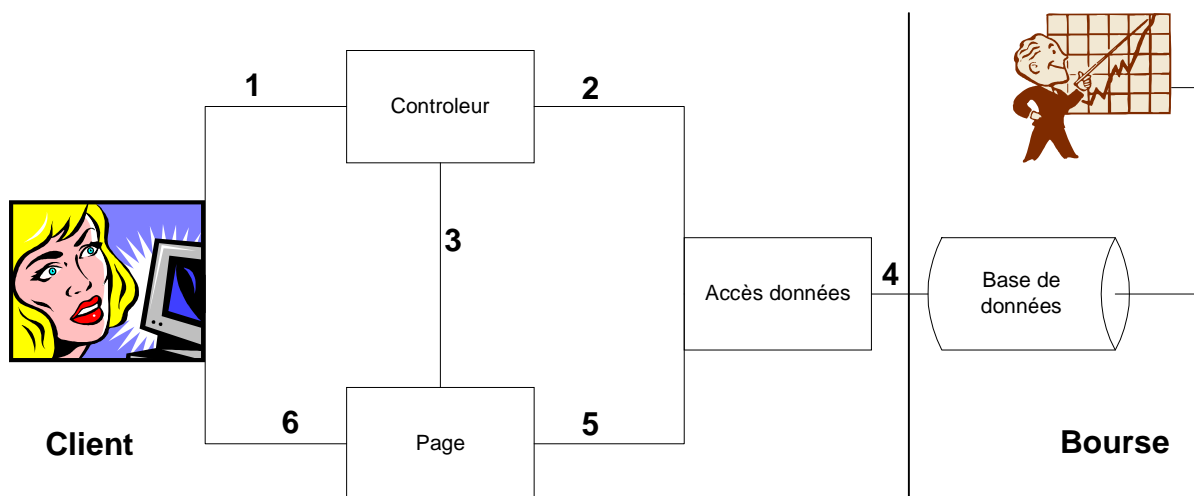 1
2
Controleur
3
Accès données
4
Base de
données
6
Page
5
Client
Bourse